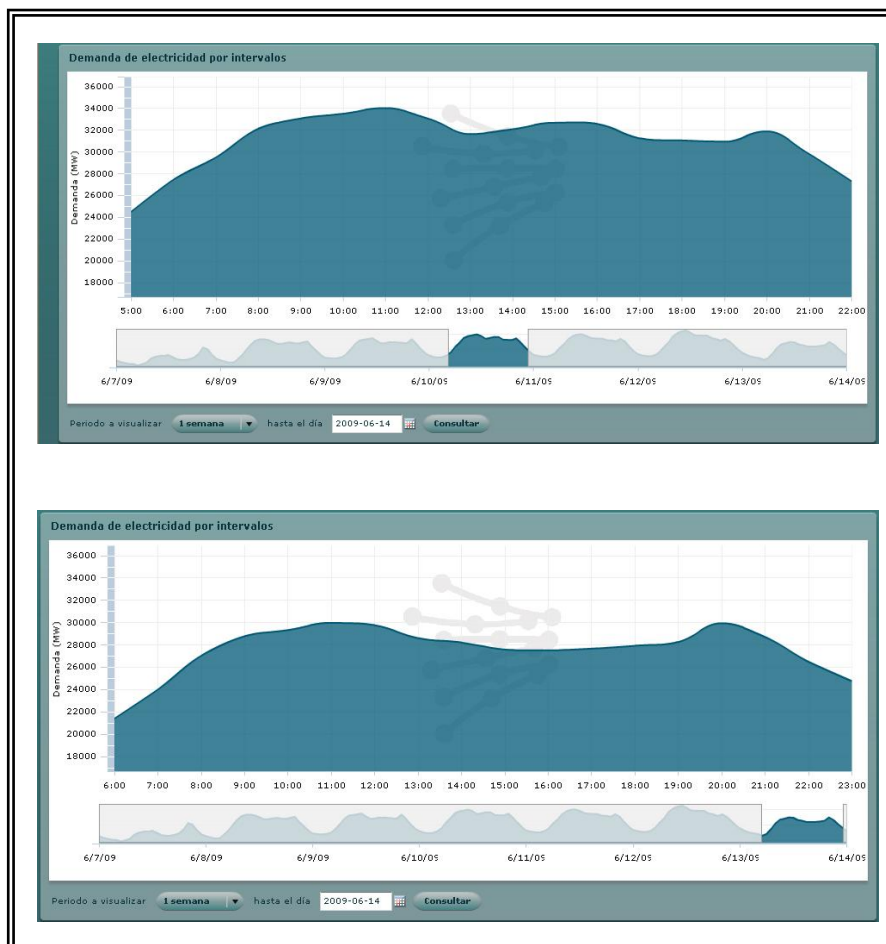 Demanda de electricidad por intervalos
36000
34000
32000
30000
28000
26000
24000
22000
20000
18000
Demanda (MW)
5:00 6:00 7:00 8:00 9:00 10:00 11:00 12:00 13:00 14:00 15:00 16:00 17:00 18:00 19:00 20:00 21:00 22:00
6/7/09 6/8/09 6/9/09 6/10/09 6/11/09 6/12/09 6/13/09 6/14/09
Periodo a visualizar 1 semana hasta el día 2009-06-14 Consultar
Demanda de electricidad por intervalos
36000
34000
32000
30000
28000
26000
24000
22000
20000
18000
Demanda (MW)
6:00 7:00 8:00 9:00 10:00 11:00 12:00 13:00 14:00 15:00 16:00 17:00 18:00 19:00 20:00 21:00 22:00 23:00
6/7/09 6/8/09 6/9/09 6/10/09 6/11/09 6/12/09 6/13/09 6/14/09
Periodo a visualizar 1 semana hasta el día 2009-06-14 Consultar